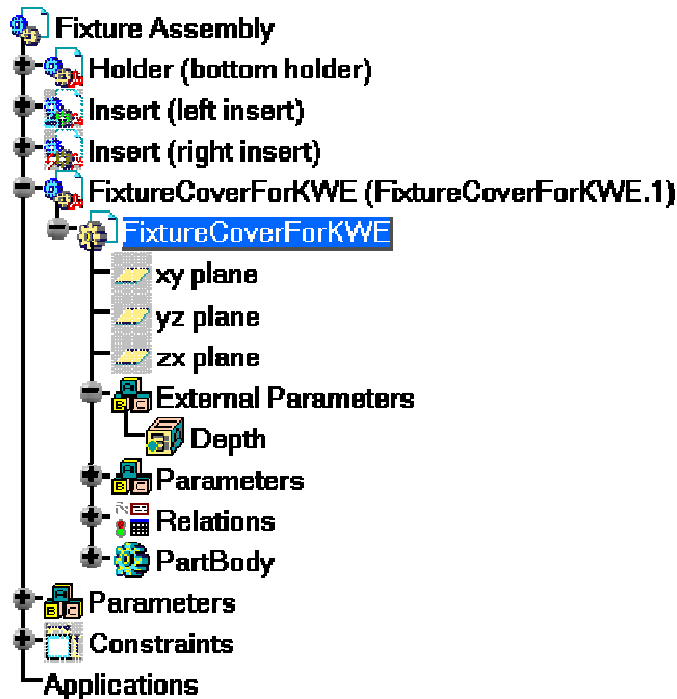 Fixture Assembly
Holder (bottom holder)
Insert (left insert)
Insert (right insert)
FixtureCoverForKWE (FixtureCoverForKWE.1)
FixtureCoverForKWE
xy plane
yz plane
zx plane
External Parameters
Depth
Parameters
Relations
PartBody
Parameters
Constraints
Applications